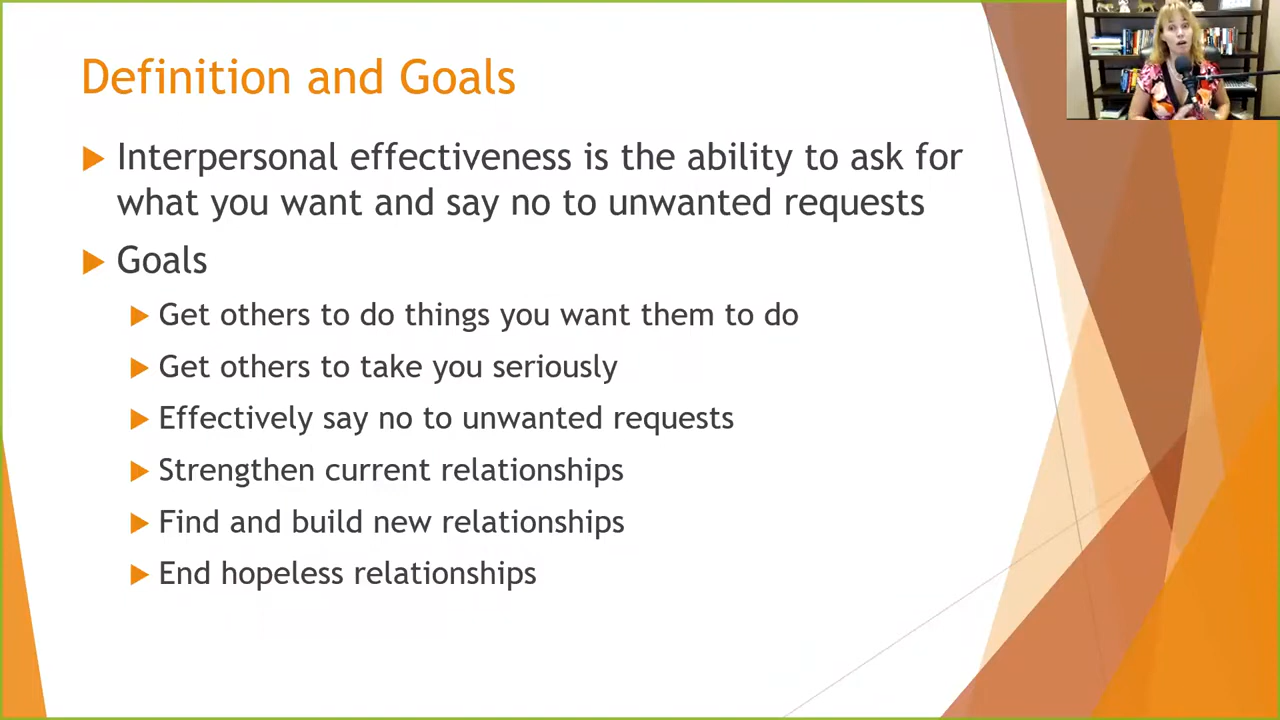 Definition and Goals
Interpersonal effectiveness is the ability to ask for
what you want and say no to unwanted requests
Goals
Get others to do things you want them to do
Get others to take you seriously
Effectively say no to unwanted requests
Strengthen current relationships
Find and build new relationships
End hopeless relationships